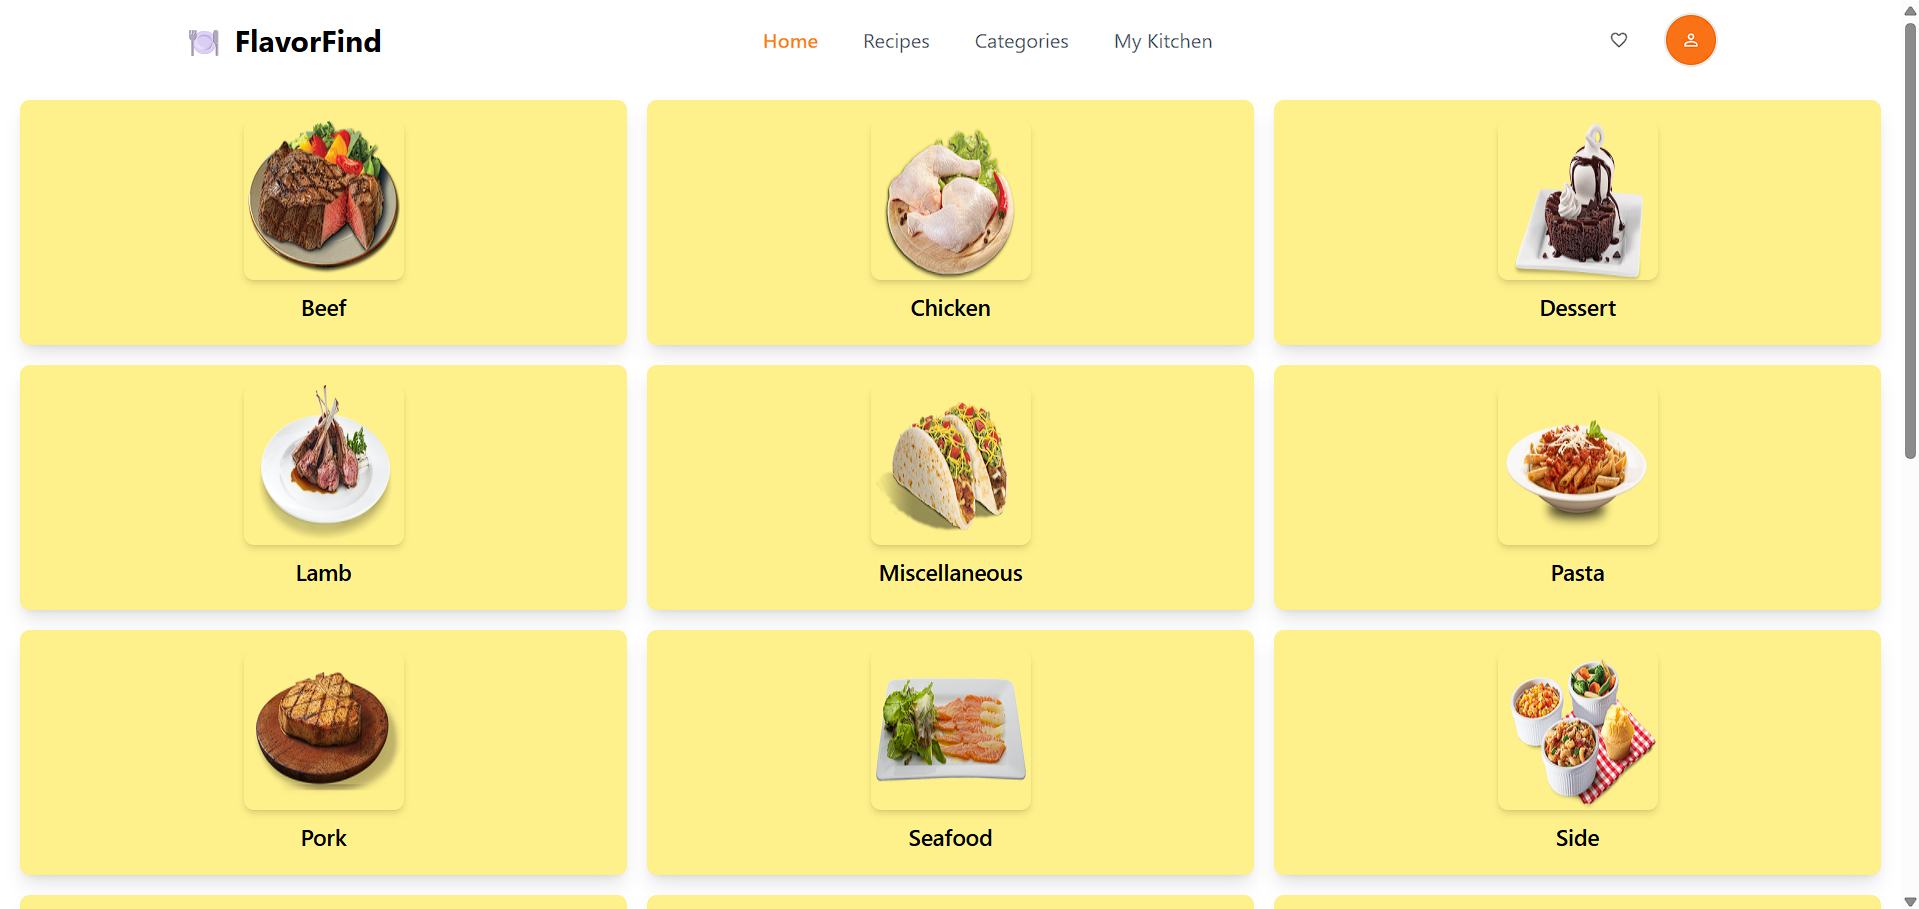 FlavorFind
Home Recipes Categories My Kitchen
Beef Chicken Dessert
Lamb Miscellaneous Pasta
Pork Seafood Side